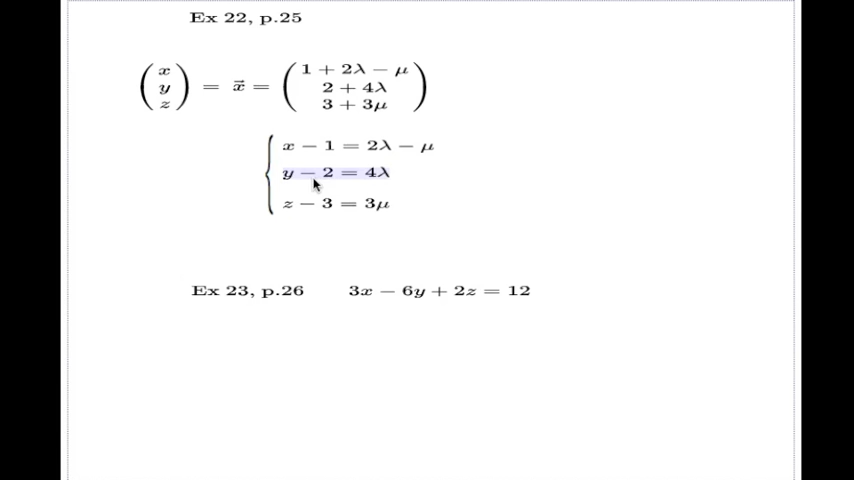 Ex 22, p.25
(x y z) = x⃗ = (1 + 2λ − μ
2 + 4λ
3 + 3μ)
{ x − 1 = 2λ − μ
y − 2 = 4λ
z − 3 = 3μ
Ex 23, p.26 3x − 6y + 2z = 12